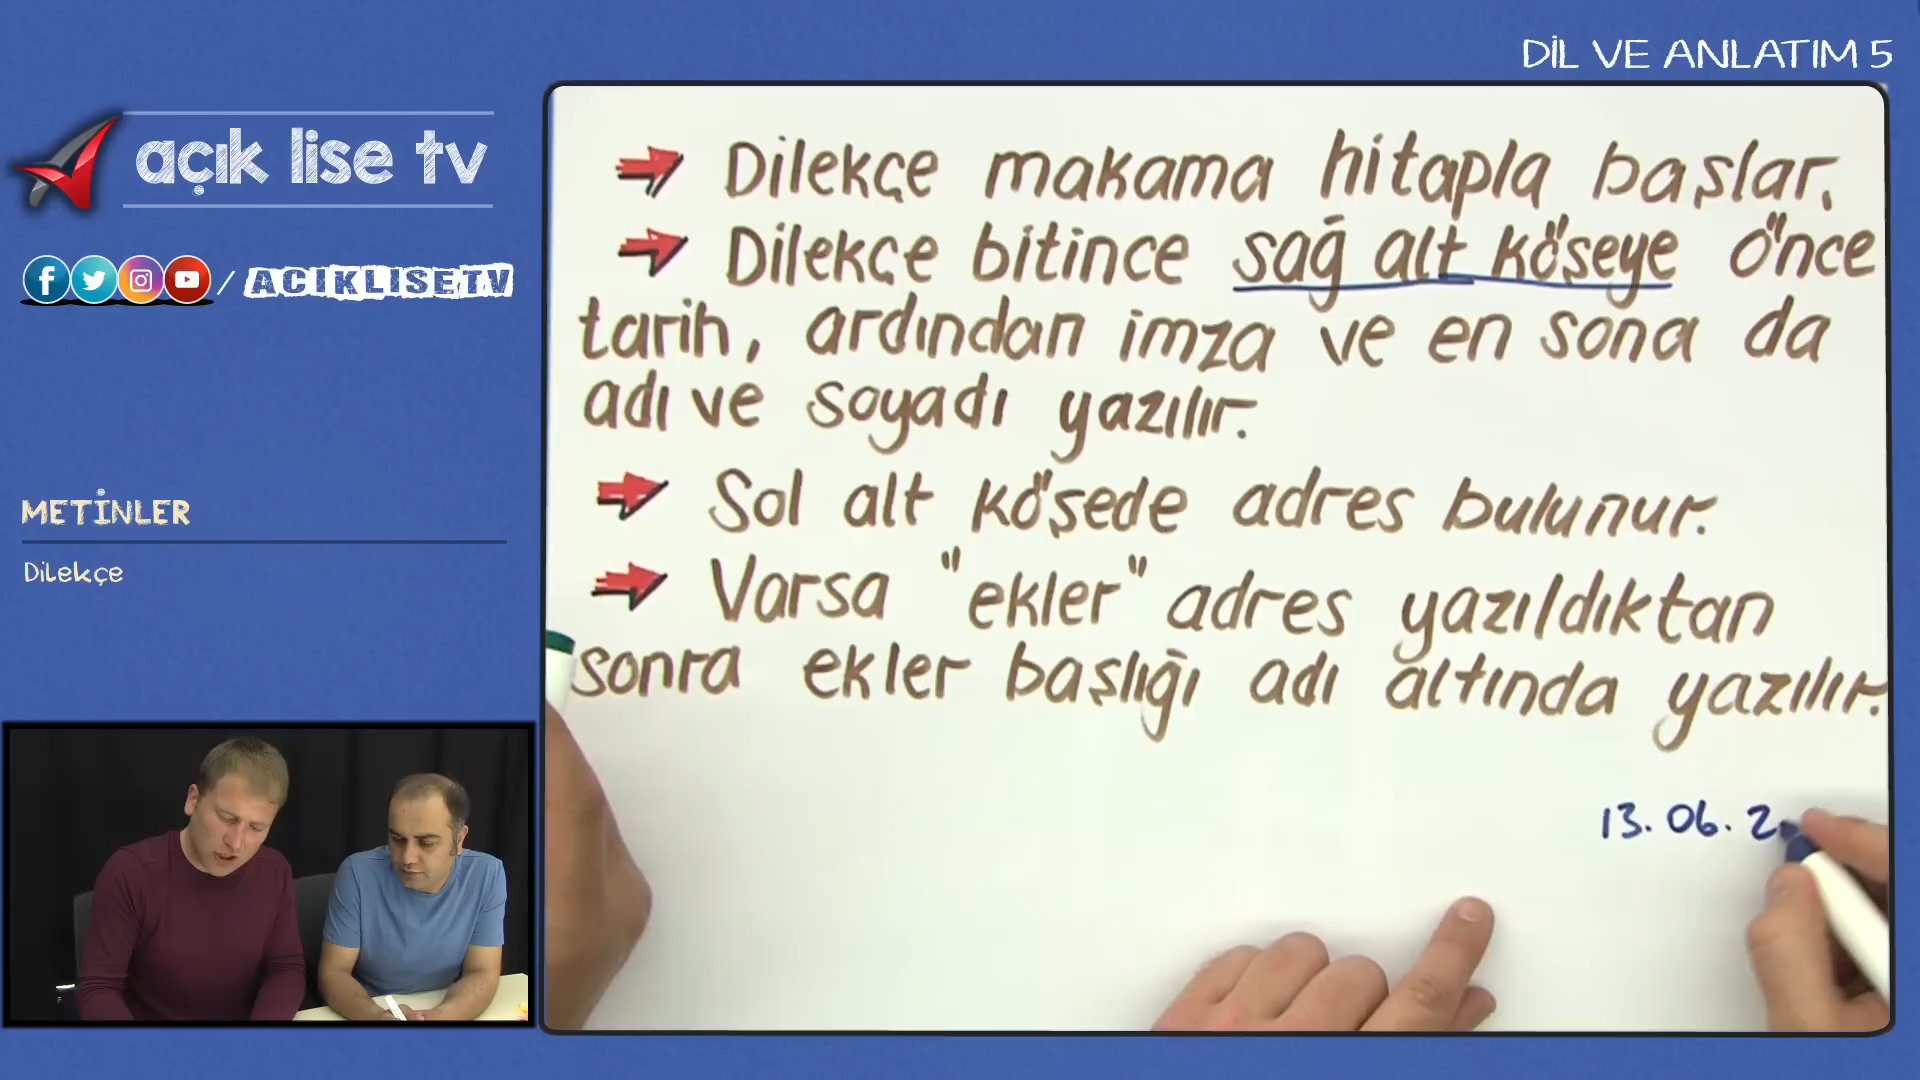 DİL VE ANLATIM 5
açık lise tv
/ ACIKLISETV
METİNLER
Dilekçe
Dilekçe makama hitapla başlar.
Dilekçe bitince sağ alt köşeye önce
tarih, ardından imza ve en sona da
adı ve soyadı yazılır.
Sol alt köşede adres bulunur.
Varsa "ekler" adres yazıldıktan
sonra ekler başlığı adı altında yazılır.
13.06.2